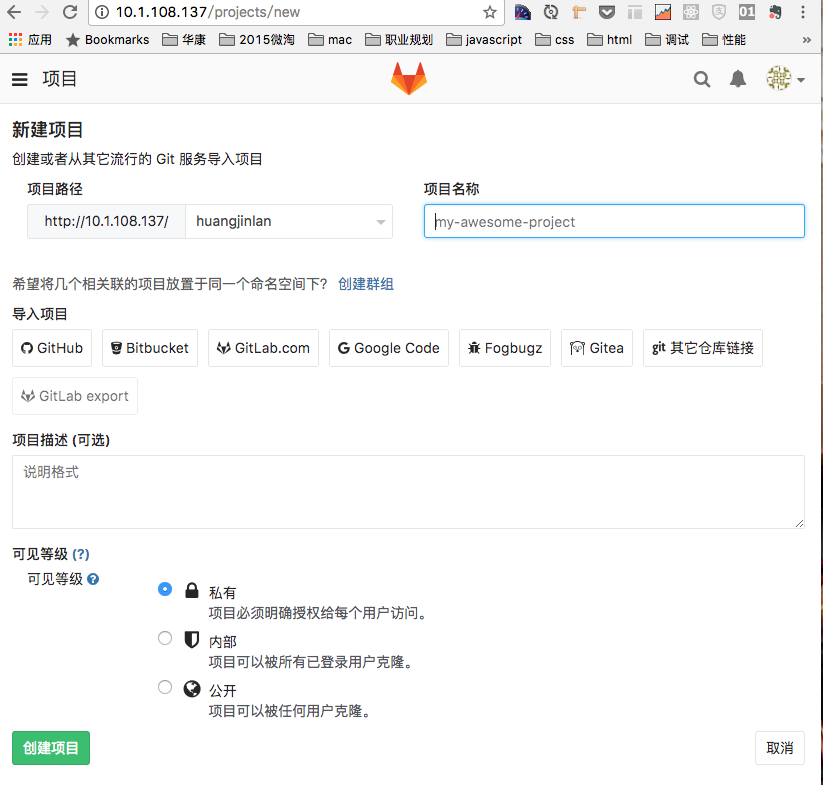 10.1.108.137/projects/new
01
应用 Bookmarks 华康 2015微淘 mac 职业规划 javascript css html 调试 性能 »
项目
新建项目
创建或者从其它流行的 Git 服务导入项目
项目路径 项目名称
http://10.1.108.137/ huangjinlan my-awesome-project
希望将几个相关联的项目放置于同一个命名空间下? 创建群组
导入项目
GitHub Bitbucket GitLab.com Google Code Fogbugz Gitea git 其它仓库链接
GitLab export
项目描述 (可选)
说明格式
可见等级 (?)
可见等级 ?
私有
项目必须明确授权给每个用户访问。
内部
项目可以被所有已登录用户克隆。
公开
项目可以被任何用户克隆。
创建项目 取消